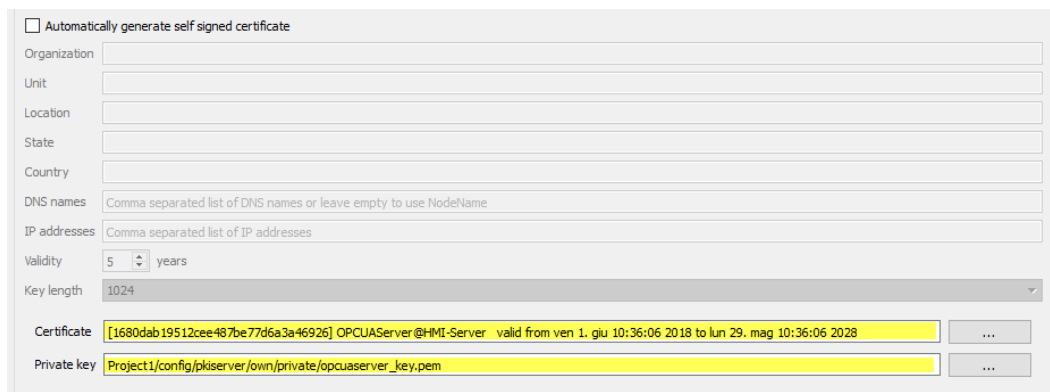 Automatically generate self signed certificate
Organization
Unit
Location
State
Country
DNS names Comma separated list of DNS names or leave empty to use NodeName
IP addresses Comma separated list of IP addresses
Validity 5 years
Key length 1024
Certificate [1680dab19512cee487be77d6a3a46926] OPCUAServer@HMI-Server valid from ven 1. giu 10:36:06 2018 to lun 29. mag 10:36:06 2028 ...
Private key Project1/config/pkiserver/own/private/opcuaserver_key.pem ...